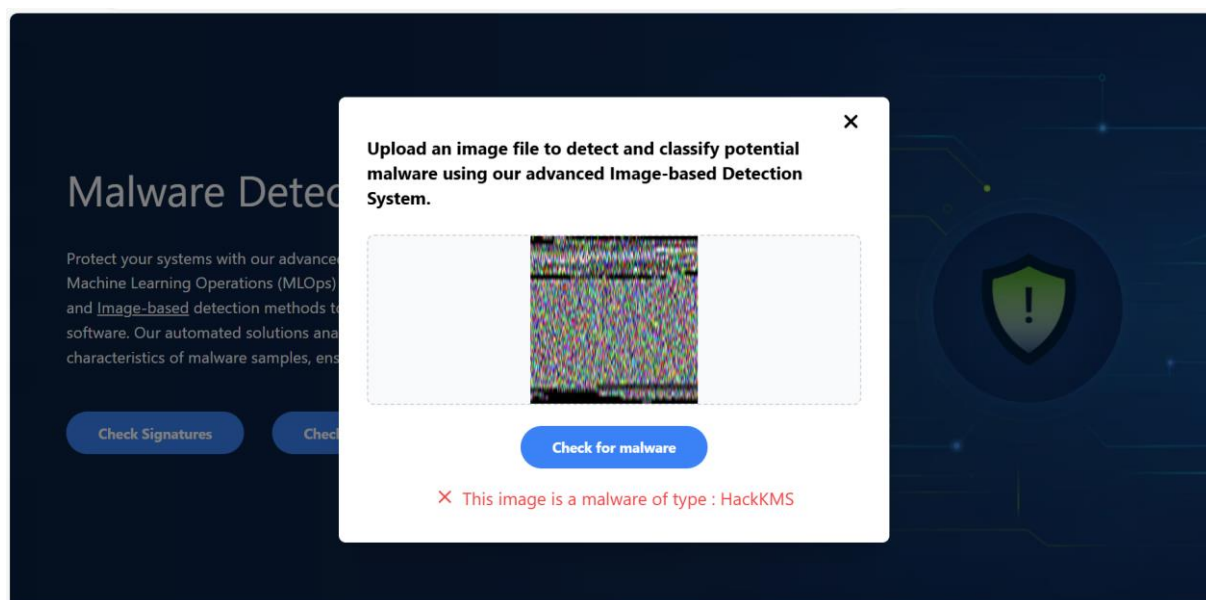 Malware Detec
Protect your systems with our advance
Machine Learning Operations (MLOps)
and Image-based detection methods t
software. Our automated solutions ana
characteristics of malware samples, ens
Check Signatures
Chec
Upload an image file to detect and classify potential
malware using our advanced Image-based Detection
System.
Check for malware
This image is a malware of type : HackKMS